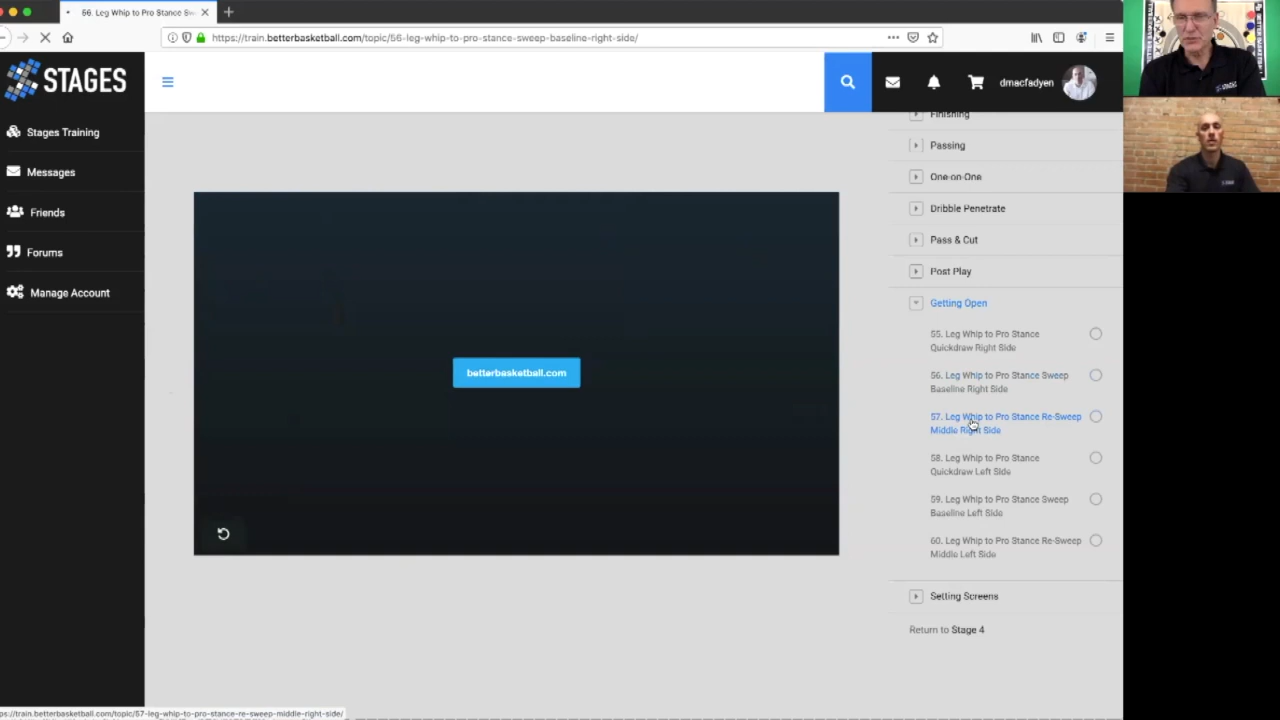 56. Leg Whip to Pro Stance Sw
https://train.betterbasketball.com/topic/56-leg-whip-to-pro-stance-sweep-baseline-right-side/
STAGES
dmacfadyen
Stages Training
Messages
Friends
Forums
Manage Account
betterbasketball.com
Finishing
Passing
One-on-One
Dribble Penetrate
Pass & Cut
Post Play
Getting Open
55. Leg Whip to Pro Stance
Quickdraw Right Side
56. Leg Whip to Pro Stance Sweep
Baseline Right Side
57. Leg Whip to Pro Stance Re-Sweep
Middle Right Side
58. Leg Whip to Pro Stance
Quickdraw Left Side
59. Leg Whip to Pro Stance Sweep
Baseline Left Side
60. Leg Whip to Pro Stance Re-Sweep
Middle Left Side
Setting Screens
Return to Stage 4
ps://train.betterbasketball.com/topic/57-leg-whip-to-pro-stance-re-sweep-middle-right-side/